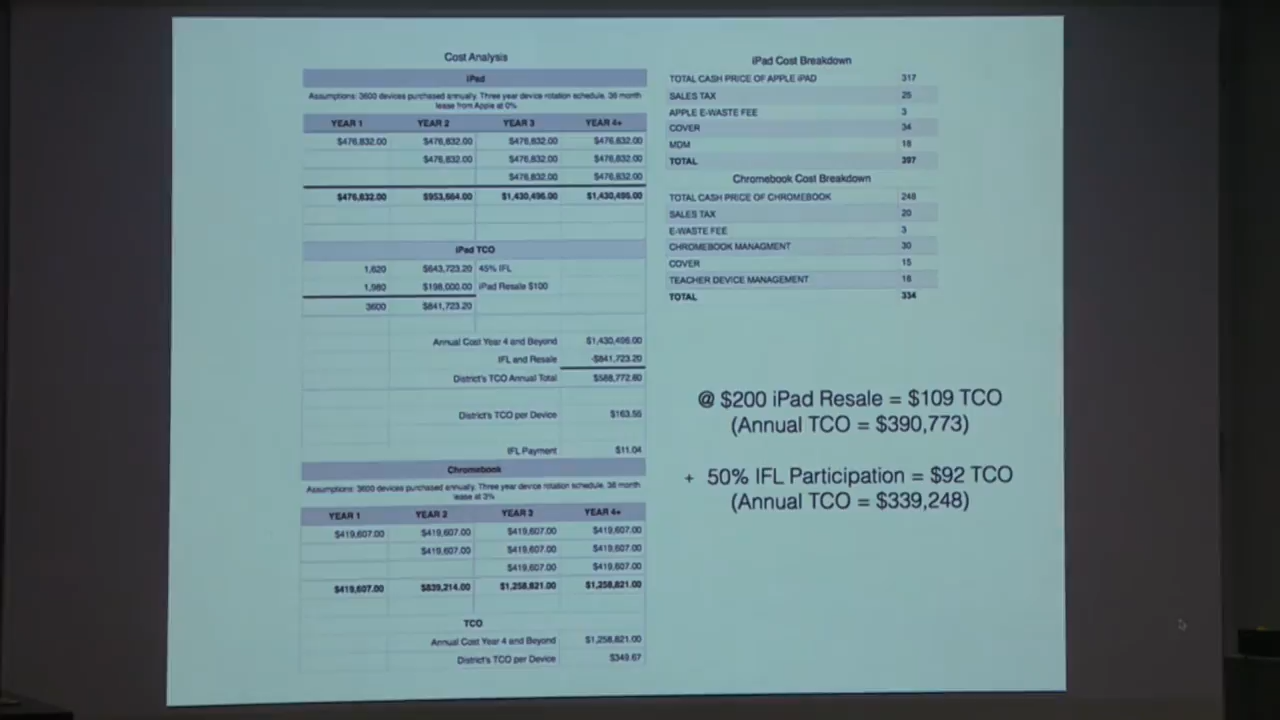 Cost Analysis
iPad
Assumptions: 3600 devices purchased annually. Three year device rotation schedule, 36 month
lease from Apple at 0%
YEAR 1 YEAR 2 YEAR 3 YEAR 4+
$476,832.00 $476,832.00 $476,832.00 $476,832.00
$476,832.00 $476,832.00 $476,832.00
$476,832.00 $476,832.00
$476,832.00 $953,664.00 $1,430,496.00 $1,430,496.00
iPad TCO
1,620 $643,723.20 45% IFL
1,980 $198,000.00 iPad Resale $100
3600 $841,723.20
Annual Cost Year 4 and Beyond $1,430,496.00
IFL and Resale -$841,723.20
District's TCO Annual Total $588,772.80
District's TCO per Device $163.55
IFL Payment $11.04
Chromebook
Assumptions: 3600 devices purchased annually. Three year device rotation schedule, 36 month
lease at 3%
YEAR 1 YEAR 2 YEAR 3 YEAR 4+
$419,607.00 $419,607.00 $419,607.00 $419,607.00
$419,607.00 $419,607.00 $419,607.00
$419,607.00 $419,607.00
$419,607.00 $839,214.00 $1,258,821.00 $1,258,821.00
TCO
Annual Cost Year 4 and Beyond $1,258,821.00
District's TCO per Device $349.67
iPad Cost Breakdown
TOTAL CASH PRICE OF APPLE IPAD 317
SALES TAX 25
APPLE E-WASTE FEE 3
COVER 34
MDM 18
TOTAL 397
Chromebook Cost Breakdown
TOTAL CASH PRICE OF CHROMEBOOK 248
SALES TAX 20
E-WASTE FEE 3
CHROMEBOOK MANAGMENT 30
COVER 15
TEACHER DEVICE MANAGEMENT 18
TOTAL 334
@ $200 iPad Resale = $109 TCO
(Annual TCO = $390,773)
+ 50% IFL Participation = $92 TCO
(Annual TCO = $339,248)